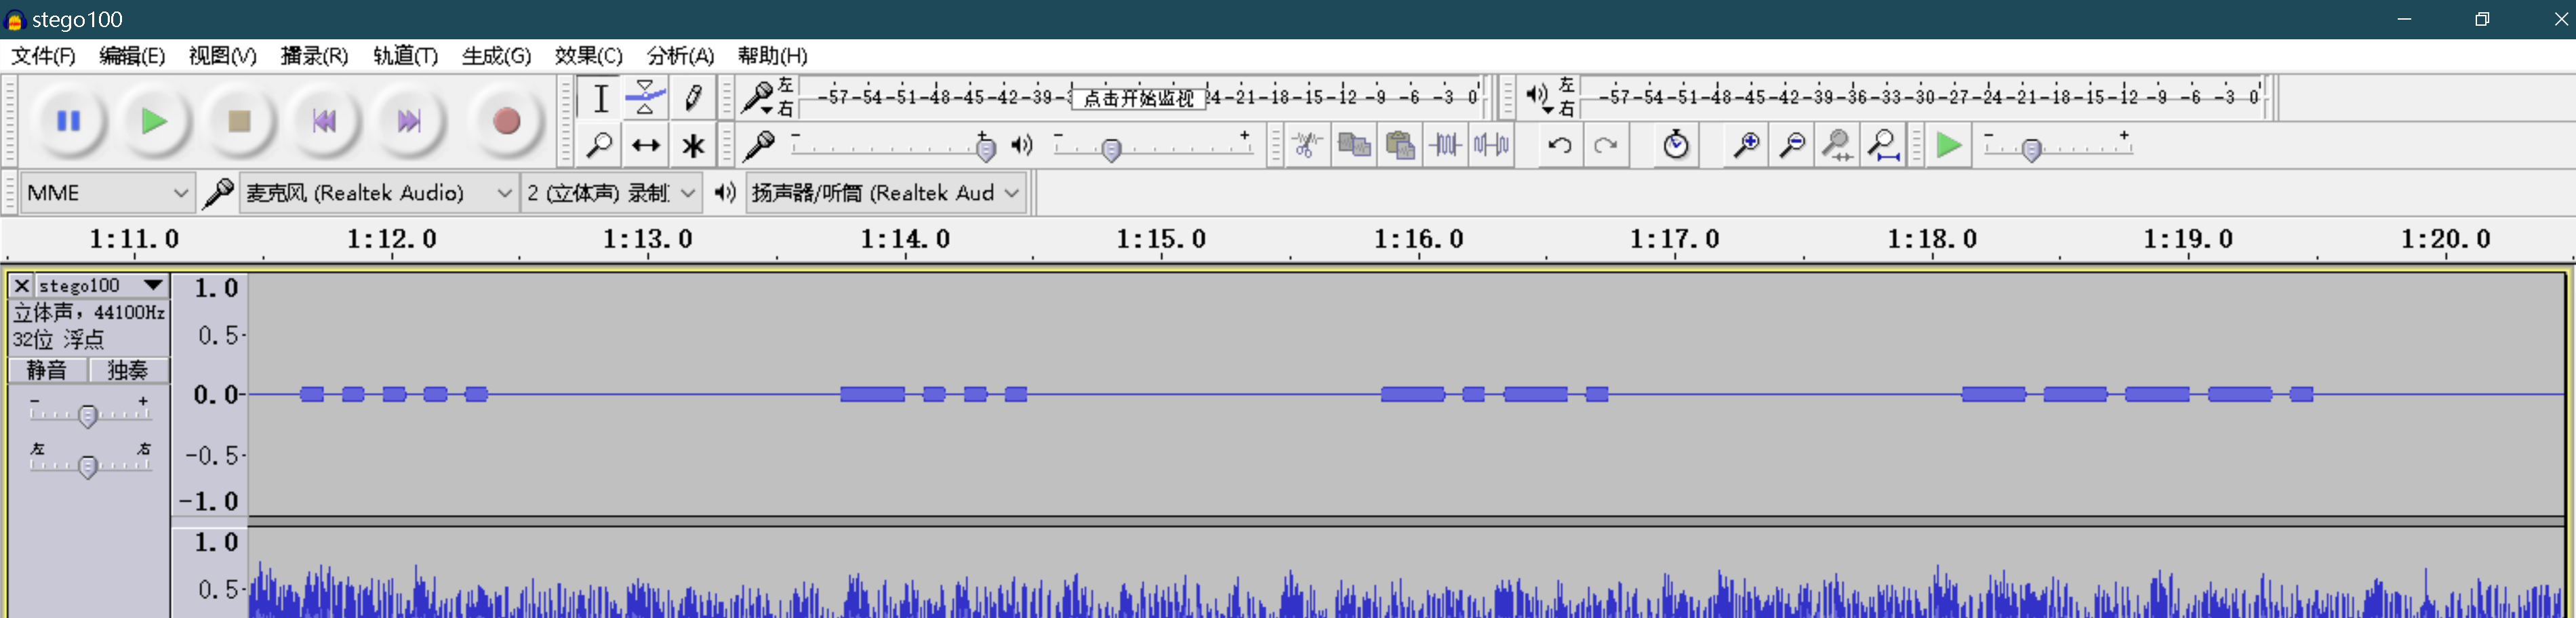 stego100
文件(F) 编辑(E) 视图(V) 播录(R) 轨道(T) 生成(G) 效果(C) 分析(A) 帮助(H)
左 -57-54-51-48-45-42-39- 点击开始监视 24-21-18-15-12 -9 -6 -3 0 左 -57-54-51-48-45-42-39-36-33-30-27-24-21-18-15-12 -9 -6 -3 0
右 右
- + - + - +
MME 麦克风 (Realtek Audio) 2 (立体声) 录制 扬声器/听筒 (Realtek Aud
1:11.0 1:12.0 1:13.0 1:14.0 1:15.0 1:16.0 1:17.0 1:18.0 1:19.0 1:20.0
stego100 1.0
立体声, 44100Hz
32位 浮点 0.5
静音 独奏
- + 0.0
左 右 -0.5
-1.0
1.0
0.5